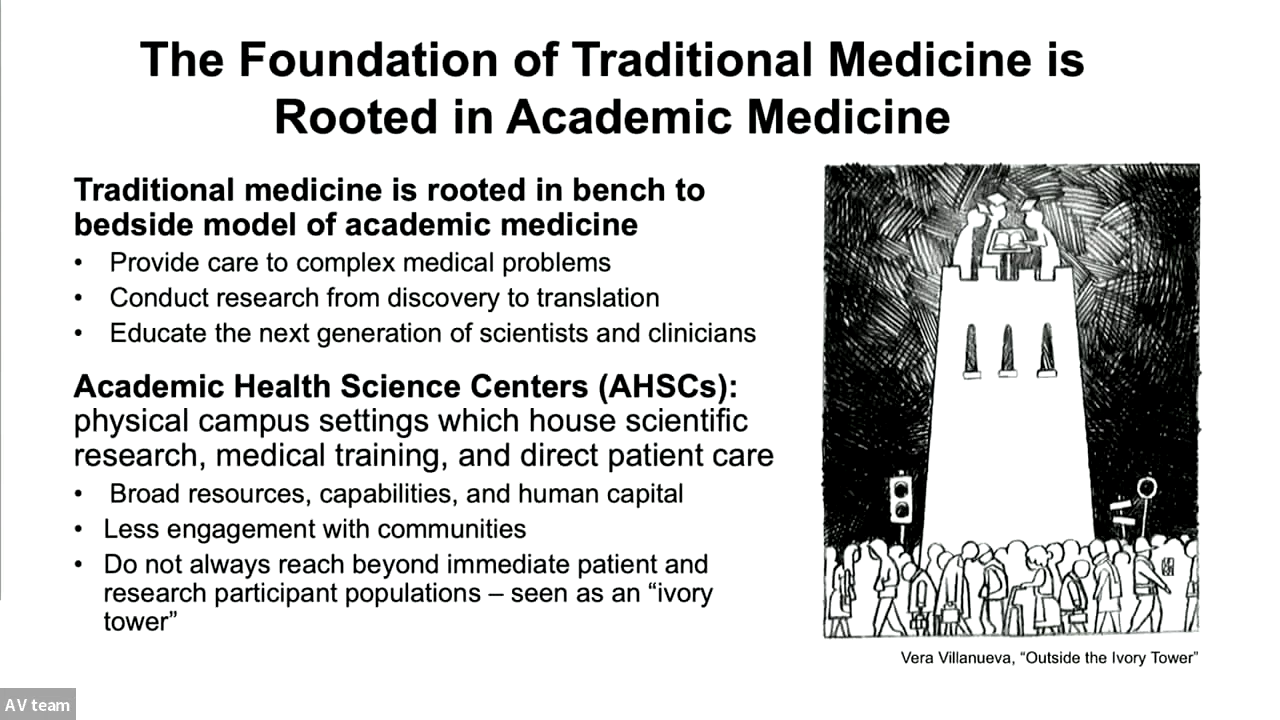 The Foundation of Traditional Medicine is
Rooted in Academic Medicine
Traditional medicine is rooted in bench to
bedside model of academic medicine
• Provide care to complex medical problems
• Conduct research from discovery to translation
• Educate the next generation of scientists and clinicians
Academic Health Science Centers (AHSCs):
physical campus settings which house scientific
research, medical training, and direct patient care
• Broad resources, capabilities, and human capital
• Less engagement with communities
• Do not always reach beyond immediate patient and
research participant populations – seen as an “ivory
tower”
Vera Villanueva, “Outside the Ivory Tower”
AV team